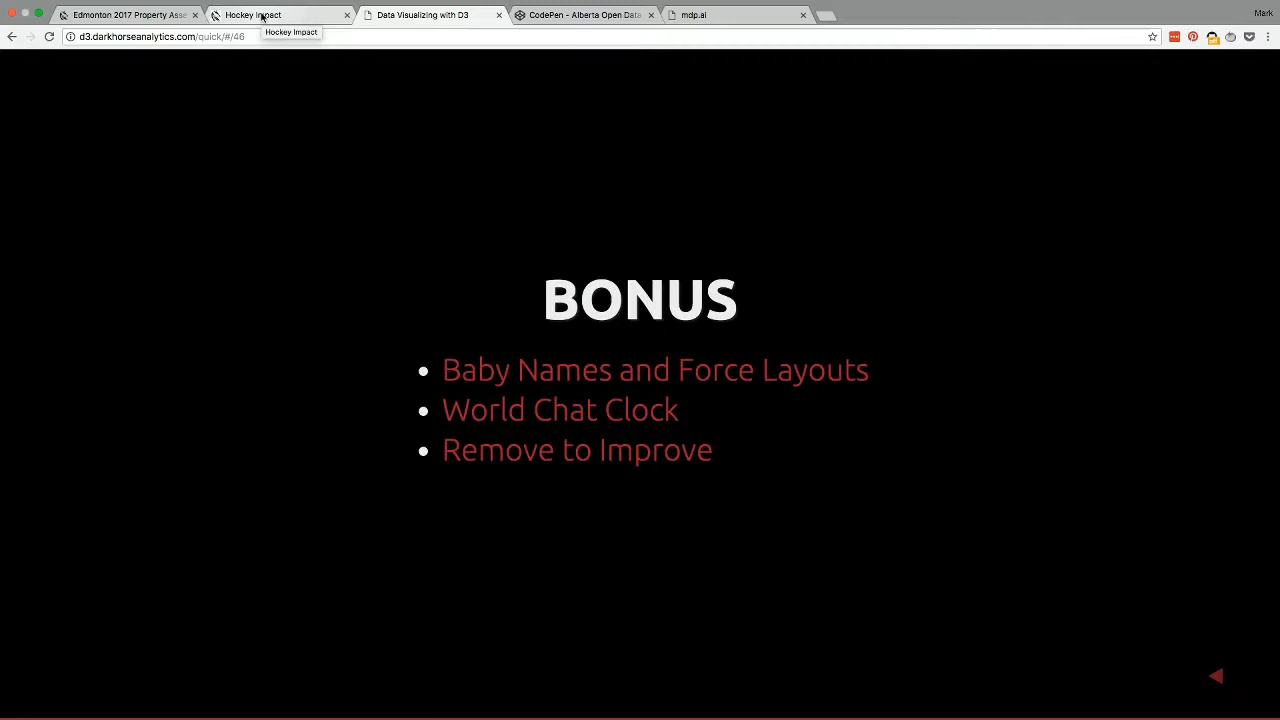 Edmonton 2017 Property Asse
Hockey Impact
Data Visualizing with D3
CodePen - Alberta Open Data
mdp.ai
Mark
d3.darkhorseanalytics.com/quick/#/46
Hockey Impact
BONUS
Baby Names and Force Layouts
World Chat Clock
Remove to Improve